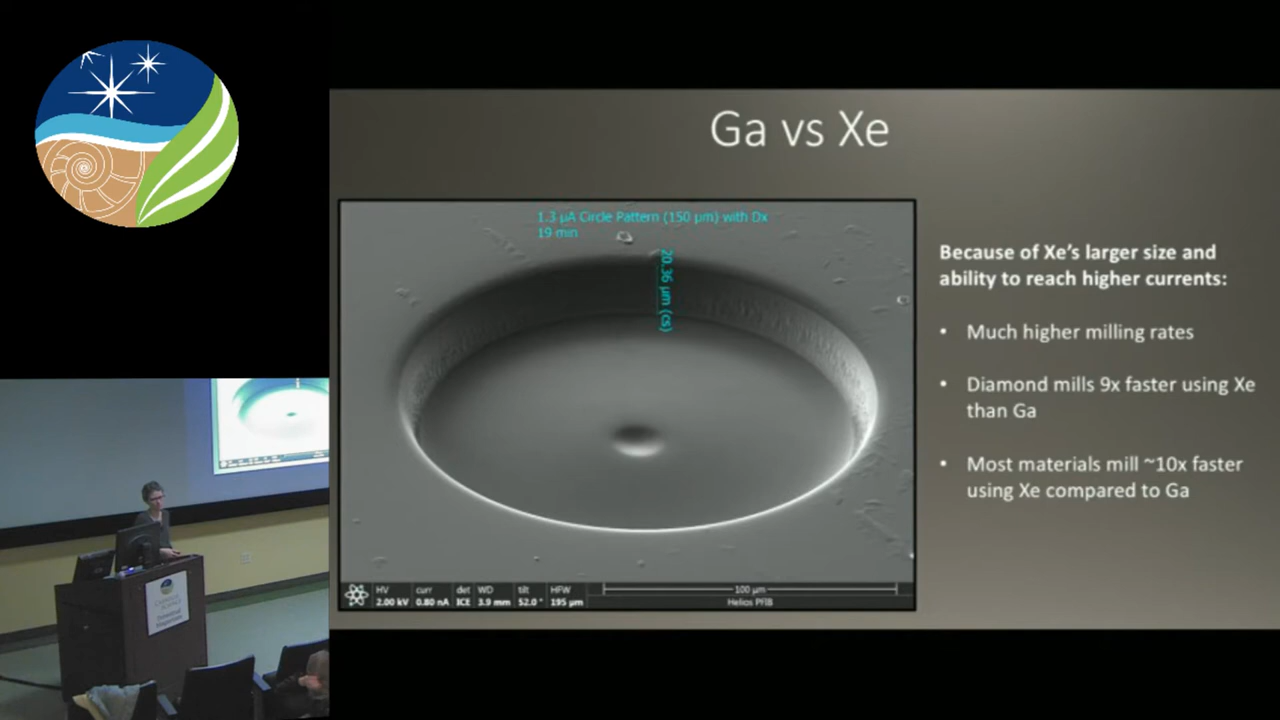 Ga vs Xe
1.3 µA Circle Pattern (150 µm) with Dx
19 min
20.36 µm (cs)
Because of Xe's larger size and
ability to reach higher currents:
• Much higher milling rates
• Diamond mills 9x faster using Xe
than Ga
• Most materials mill ~10x faster
using Xe compared to Ga
HV curr det WD tilt HFW
2.00 kV 0.80 nA ICE 3.9 mm 52.0 ° 195 µm
100 µm
Helios PFIB